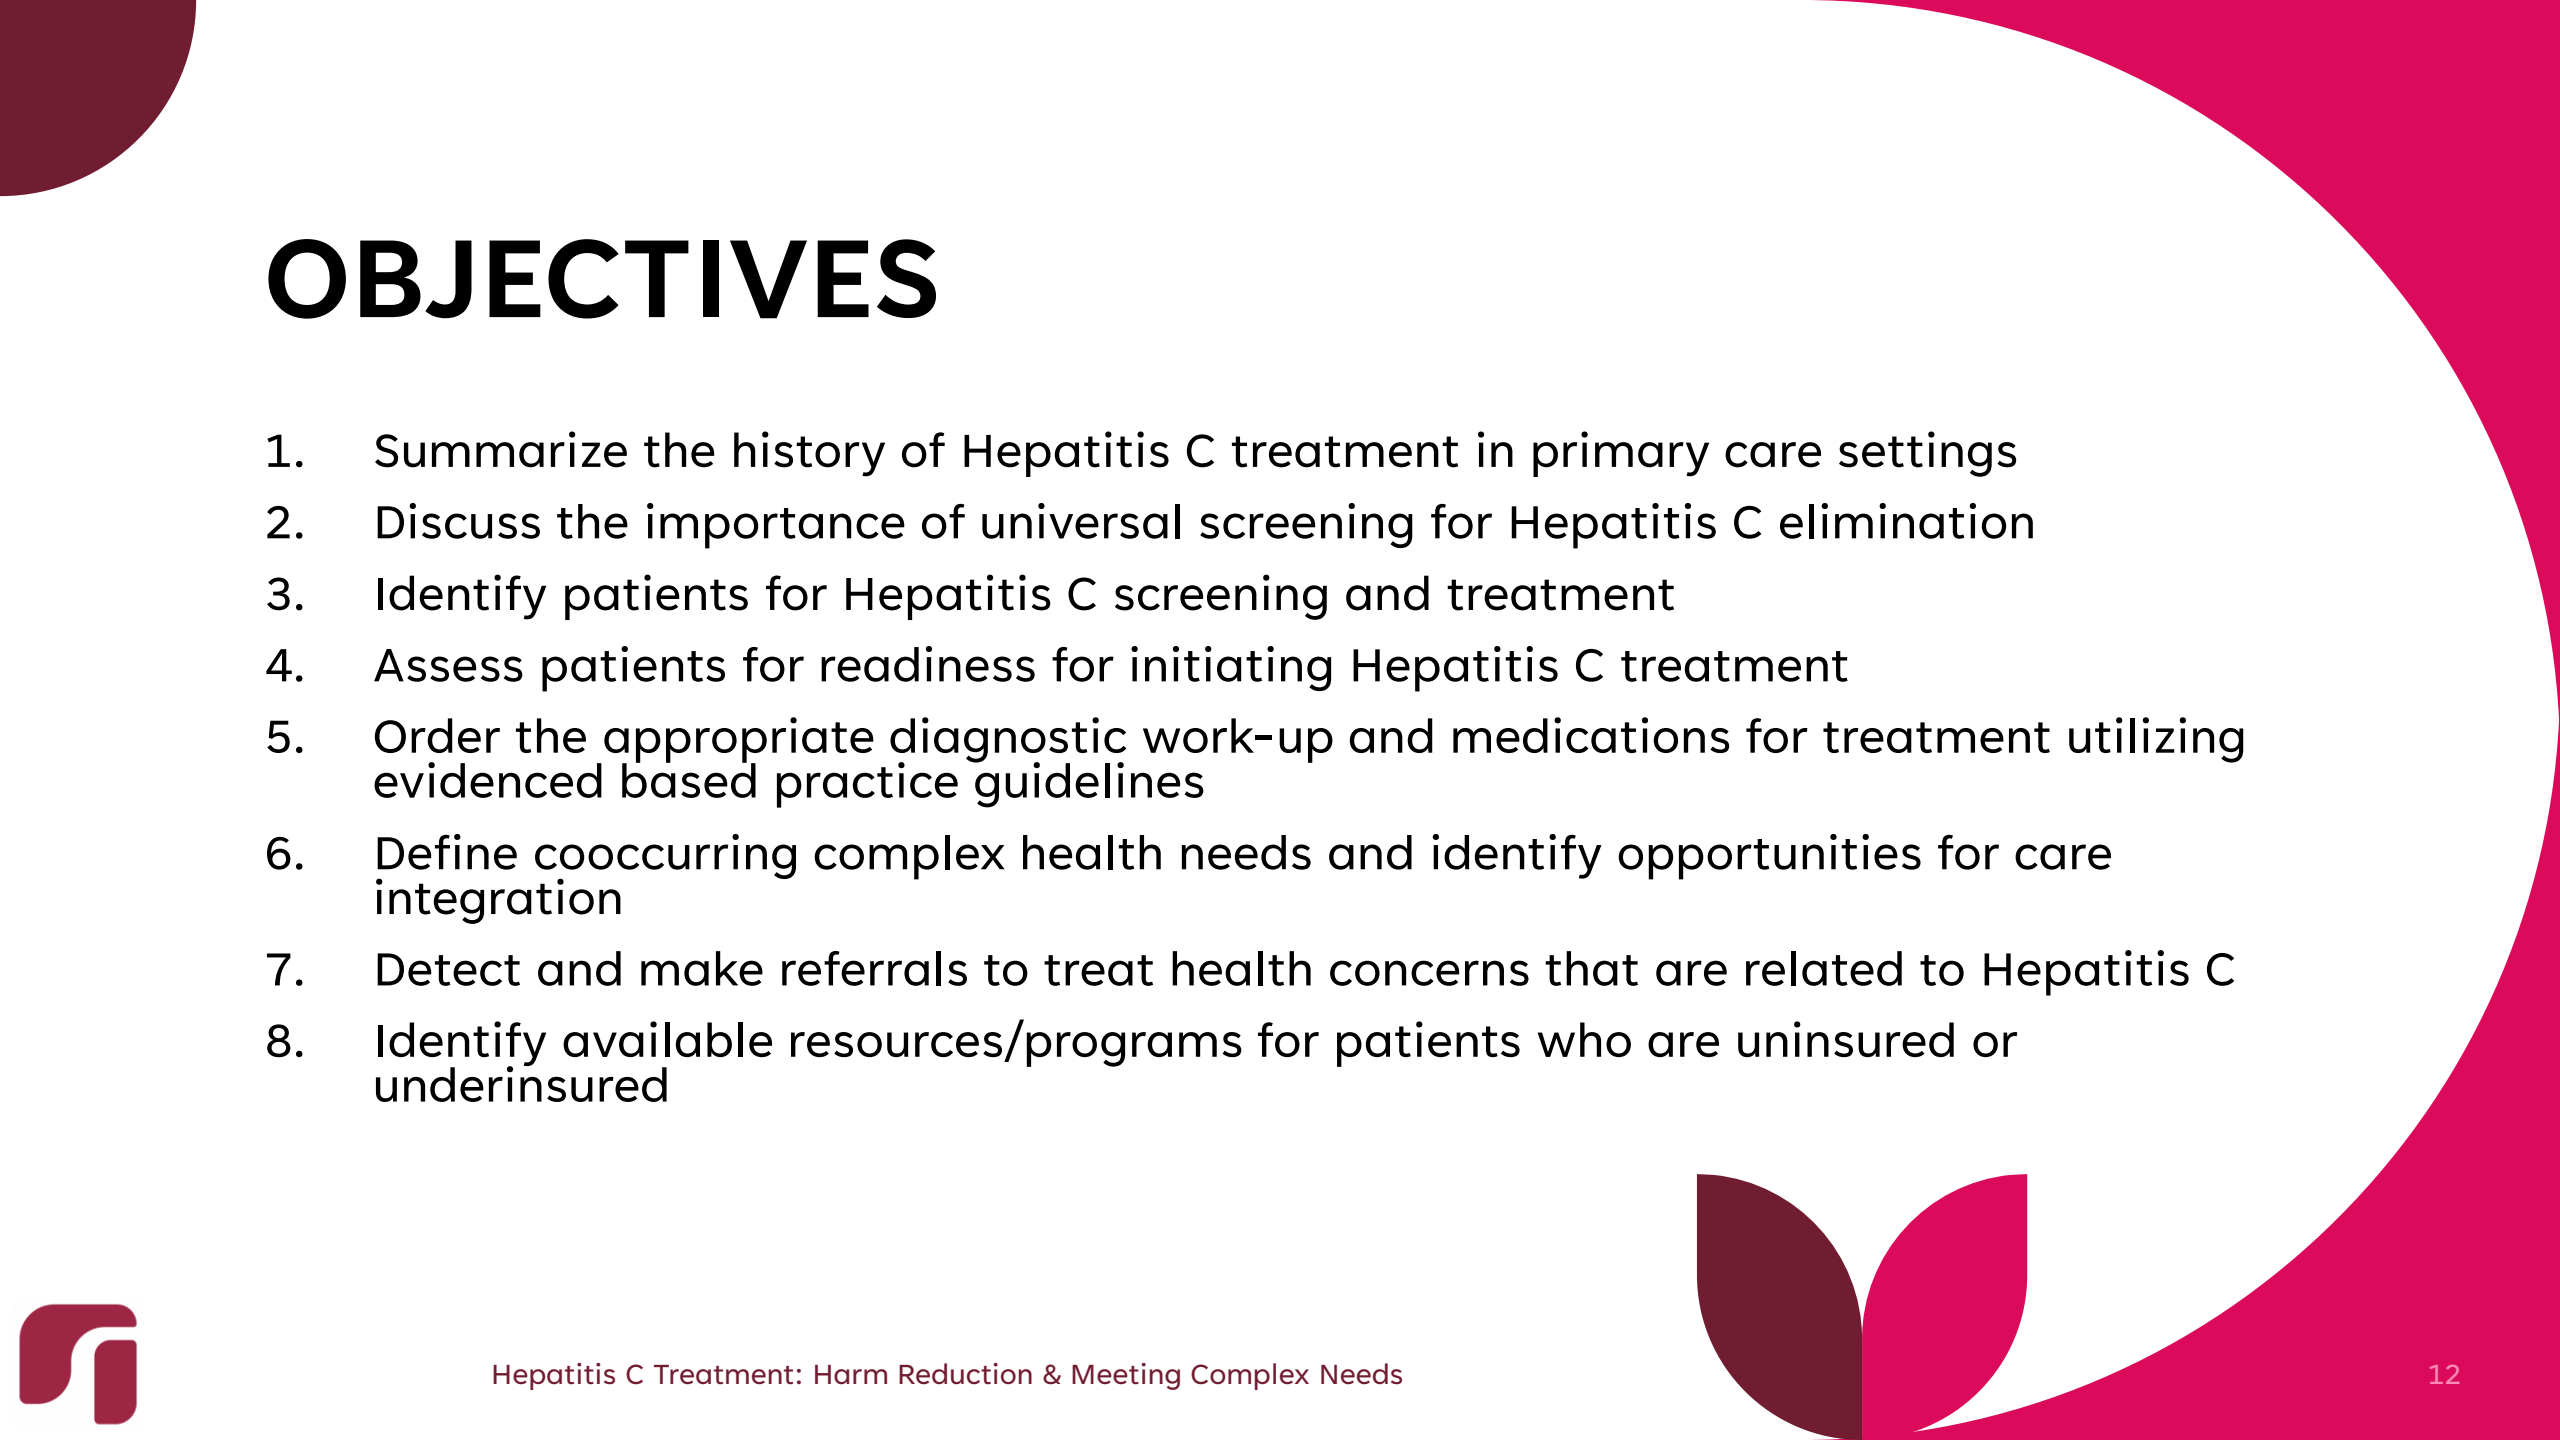 OBJECTIVES
1. Summarize the history of Hepatitis C treatment in primary care settings
2. Discuss the importance of universal screening for Hepatitis C elimination
3. Identify patients for Hepatitis C screening and treatment
4. Assess patients for readiness for initiating Hepatitis C treatment
5. Order the appropriate diagnostic work-up and medications for treatment utilizing
evidenced based practice guidelines
6. Define cooccurring complex health needs and identify opportunities for care
integration
7. Detect and make referrals to treat health concerns that are related to Hepatitis C
8. Identify available resources/programs for patients who are uninsured or
underinsured
Hepatitis C Treatment: Harm Reduction & Meeting Complex Needs
12